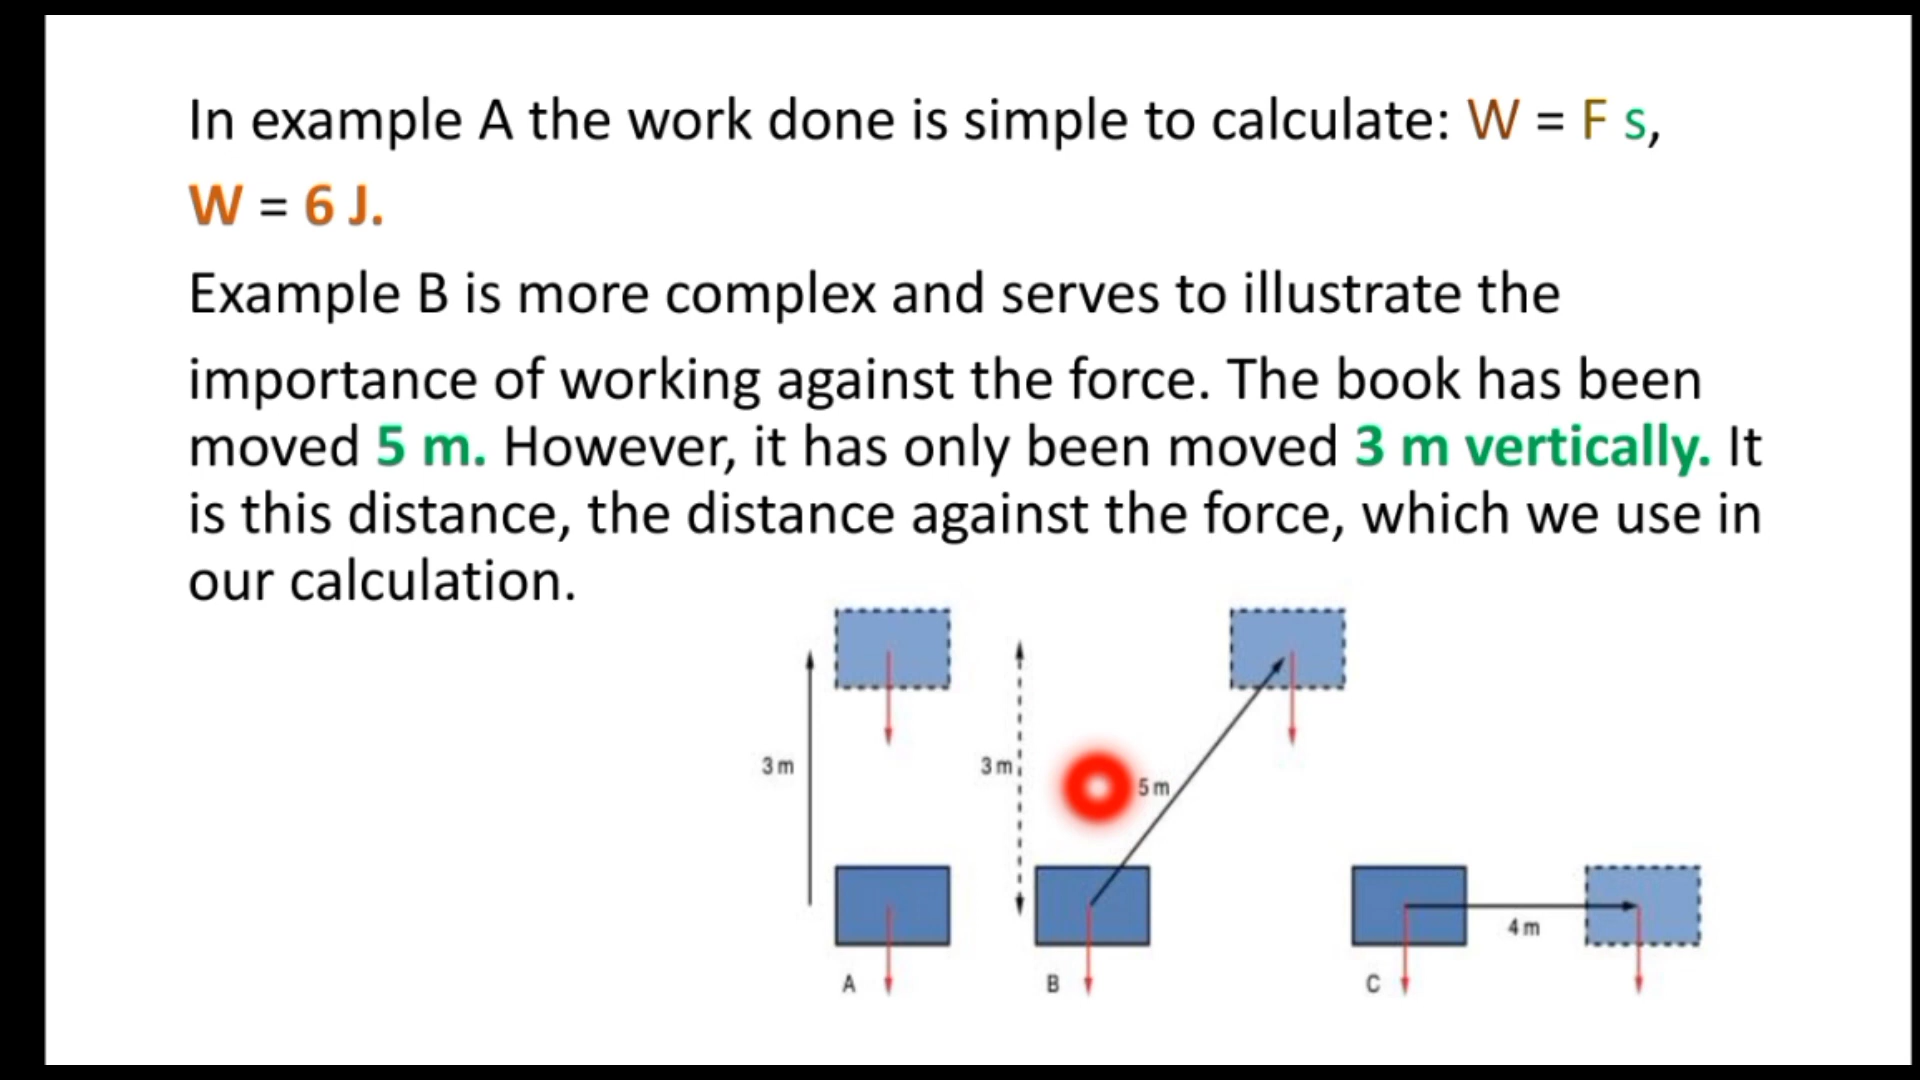 In example A the work done is simple to calculate: W = F s,
W = 6 J.
Example B is more complex and serves to illustrate the
importance of working against the force. The book has been
moved 5 m. However, it has only been moved 3 m vertically. It
is this distance, the distance against the force, which we use in
our calculation.
3 m
3 m
5 m
4 m
A
B
C